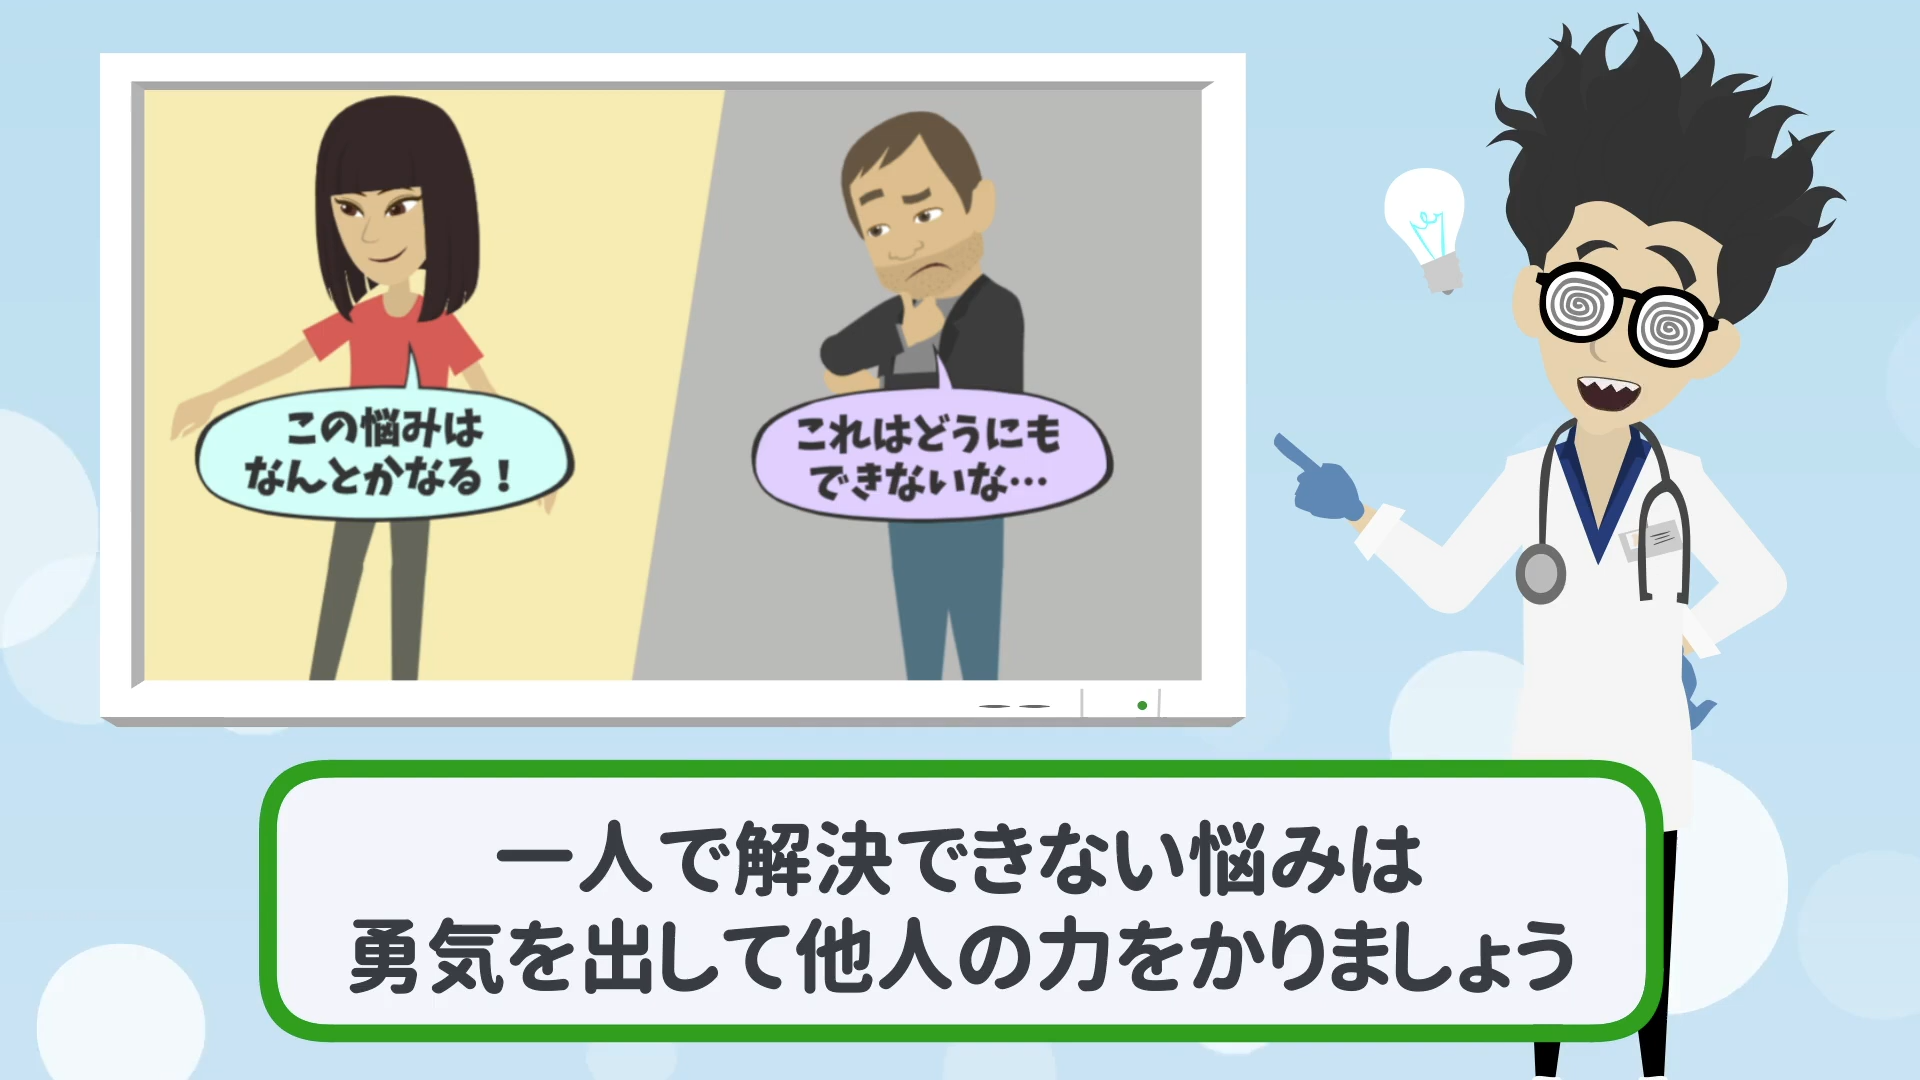 この悩みは
なんとかなる！
これはどうにも
できないな…
一人で解決できない悩みは
勇気を出して他人の力をかりましょう